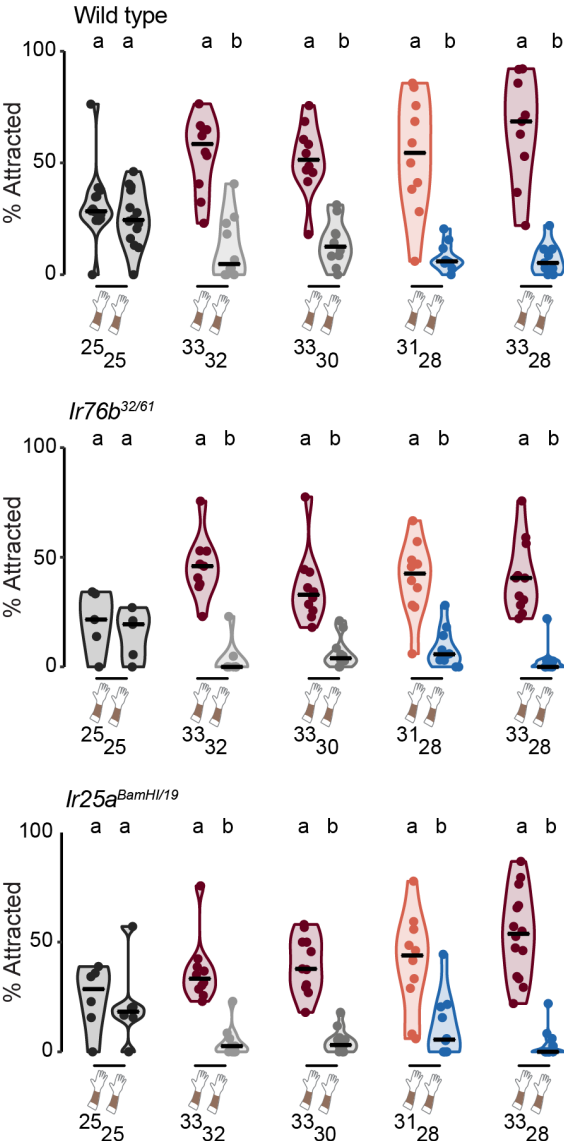 Wild type
100 a a a b a b a b a b
50
0
% Attracted
25 25 33 32 33 30 31 28 33 28
Ir76b32/61
100 a a a b a b a b a b
50
0
% Attracted
25 25 33 32 33 30 31 28 33 28
Ir25aBamHI/19
100 a a a b a b a b a b
50
0
% Attracted
25 25 33 32 33 30 31 28 33 28